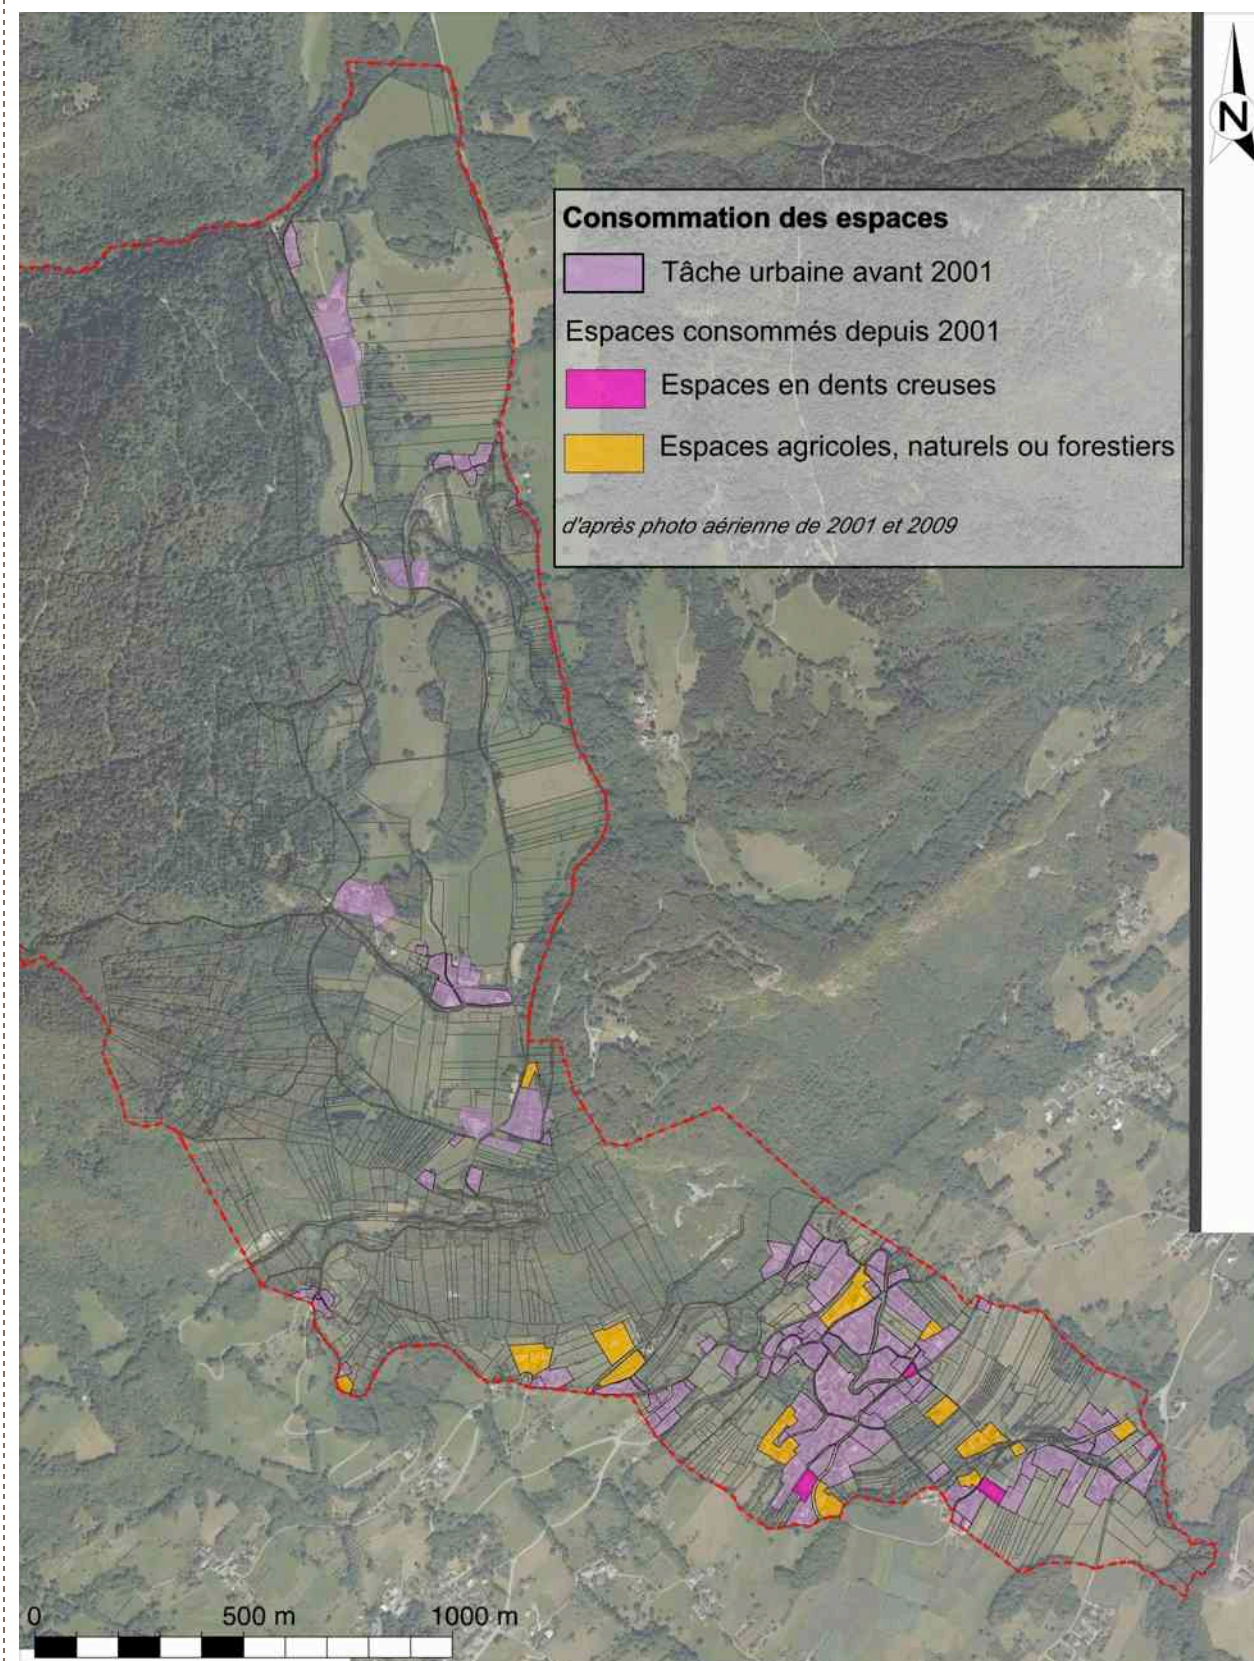 N
Consommation des espaces
Tâche urbaine avant 2001
Espaces consommés depuis 2001
Espaces en dents creuses
Espaces agricoles, naturels ou forestiers
d'après photo aérienne de 2001 et 2009
0 500 m 1000 m